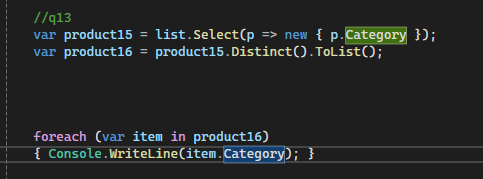 //q13
var product15 = list.Select(p => new { p.Category });
var product16 = product15.Distinct().ToList();
foreach (var item in product16)
{ Console.WriteLine(item.Category); }